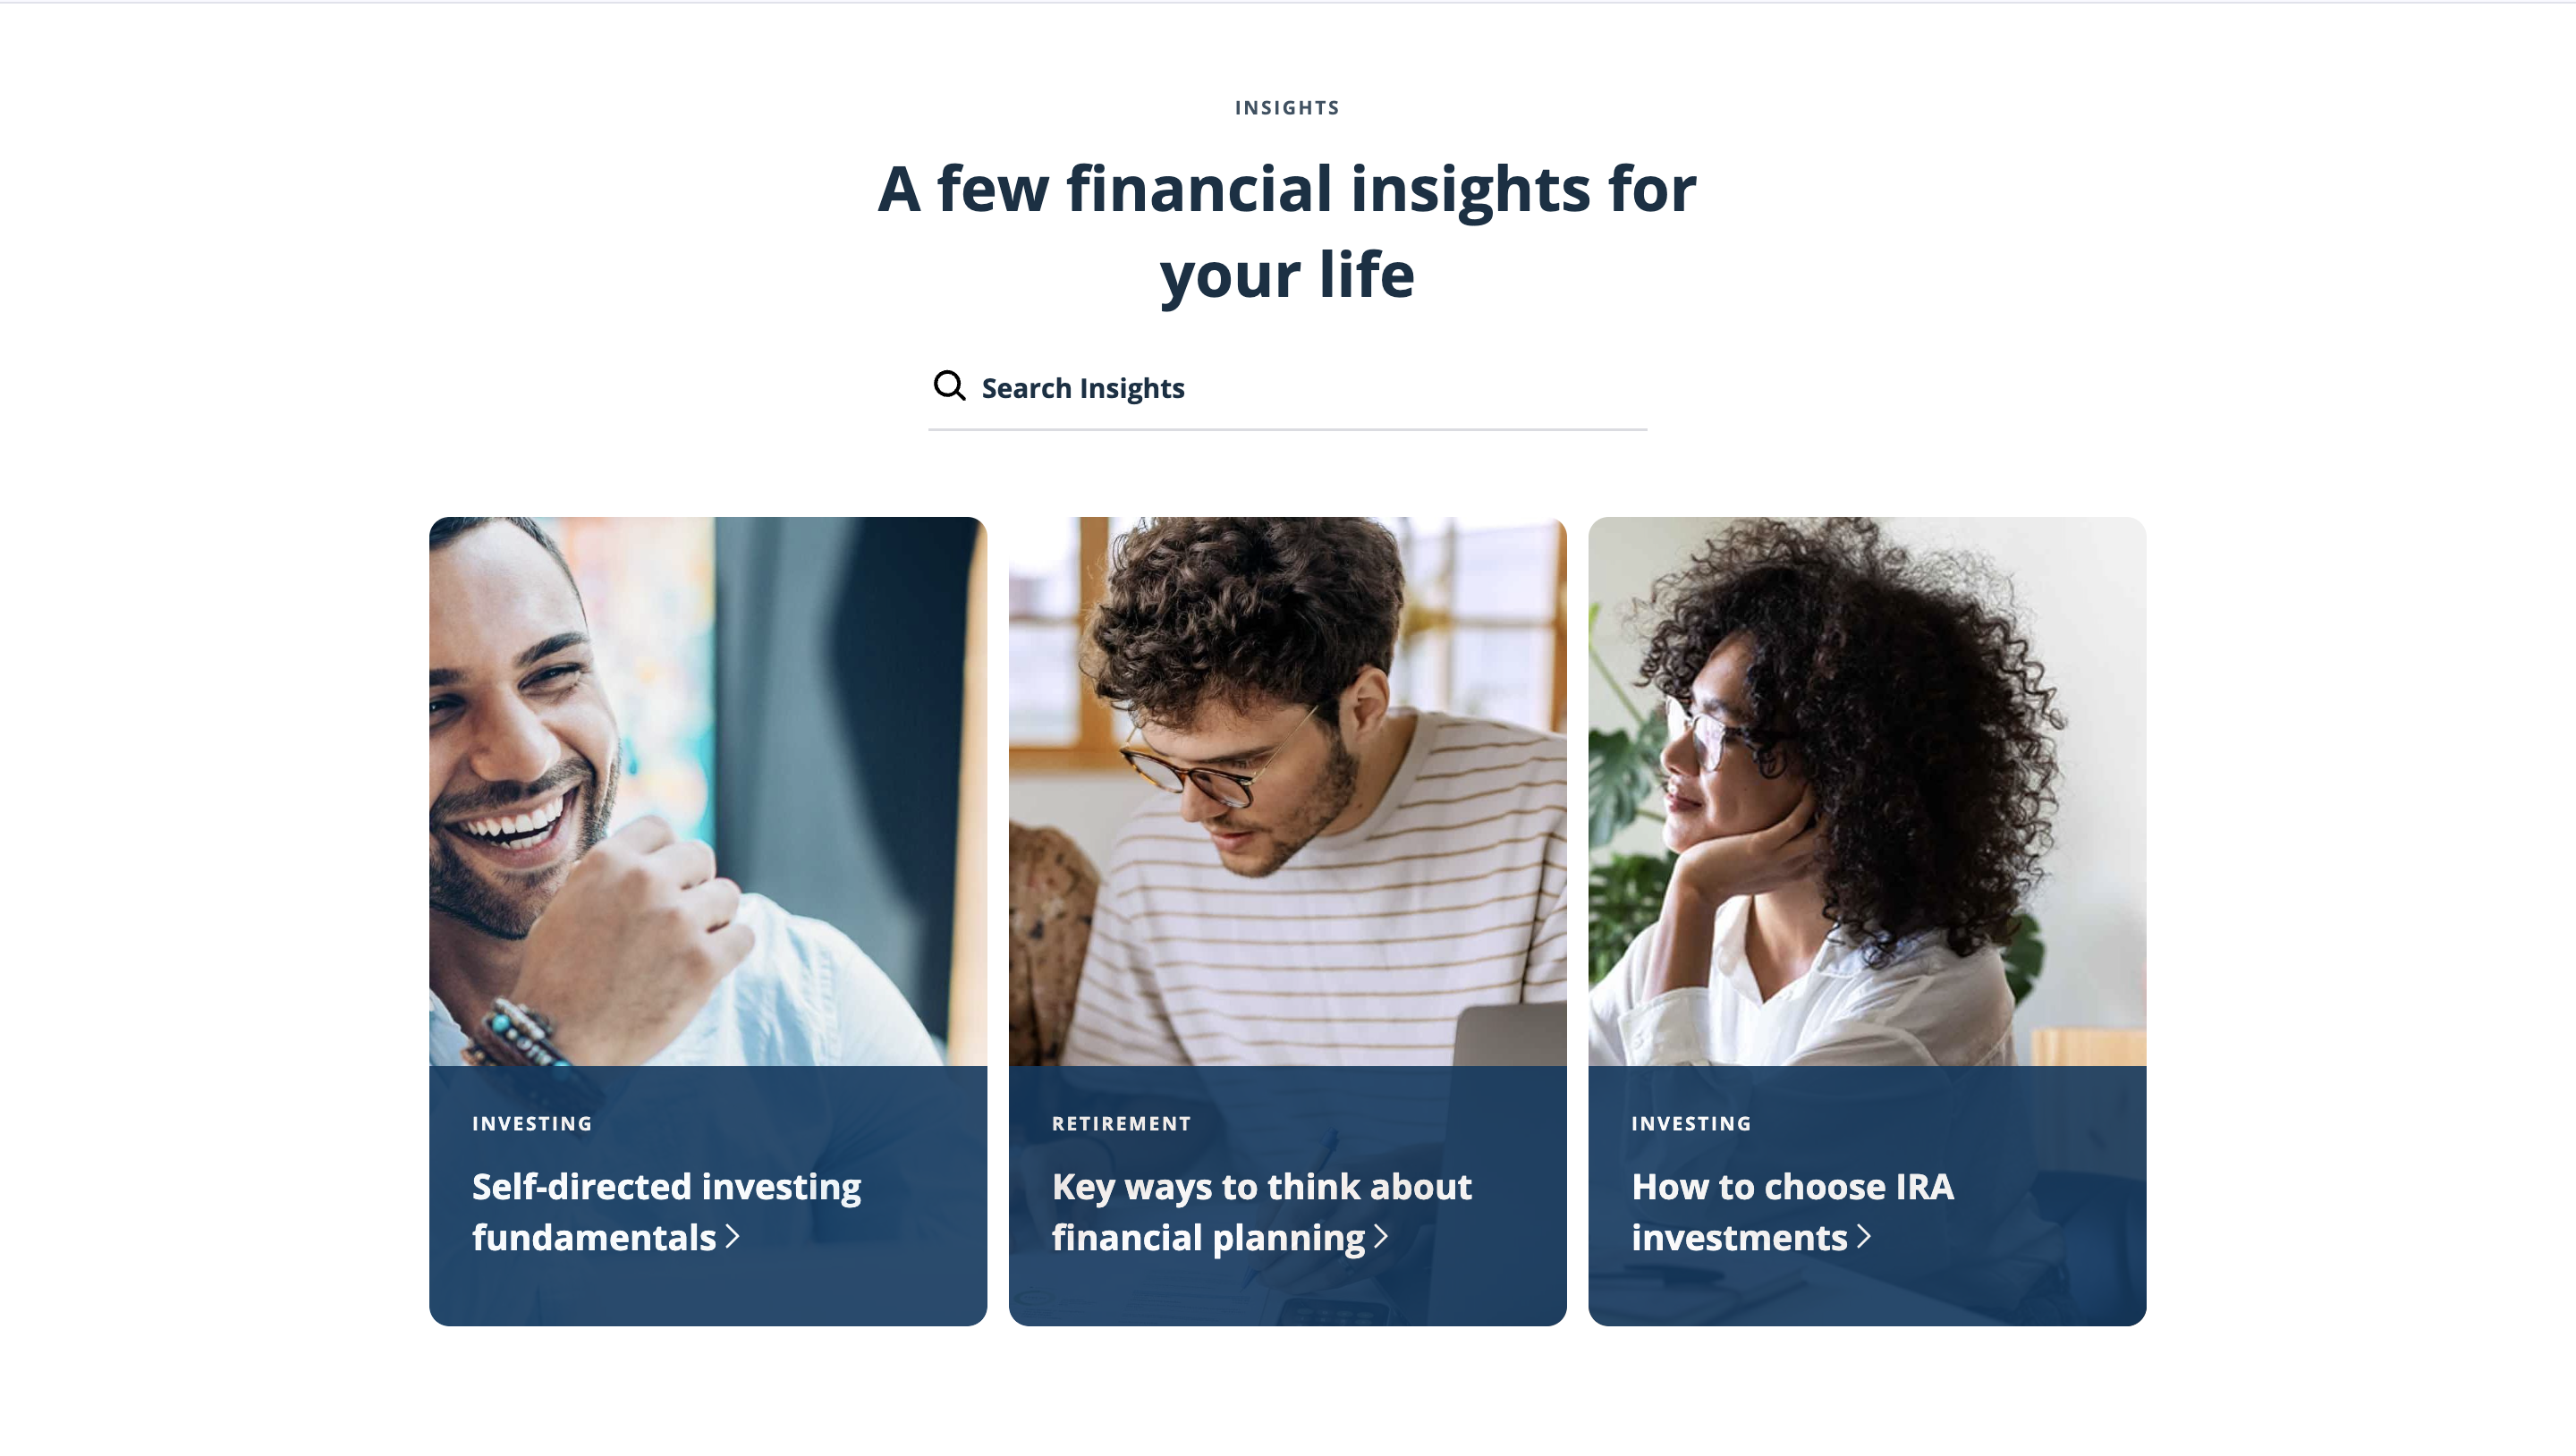 INSIGHTS
A few financial insights for
your life
Search Insights
INVESTING
Self-directed investing
fundamentals
RETIREMENT
Key ways to think about
financial planning
INVESTING
How to choose IRA
investments